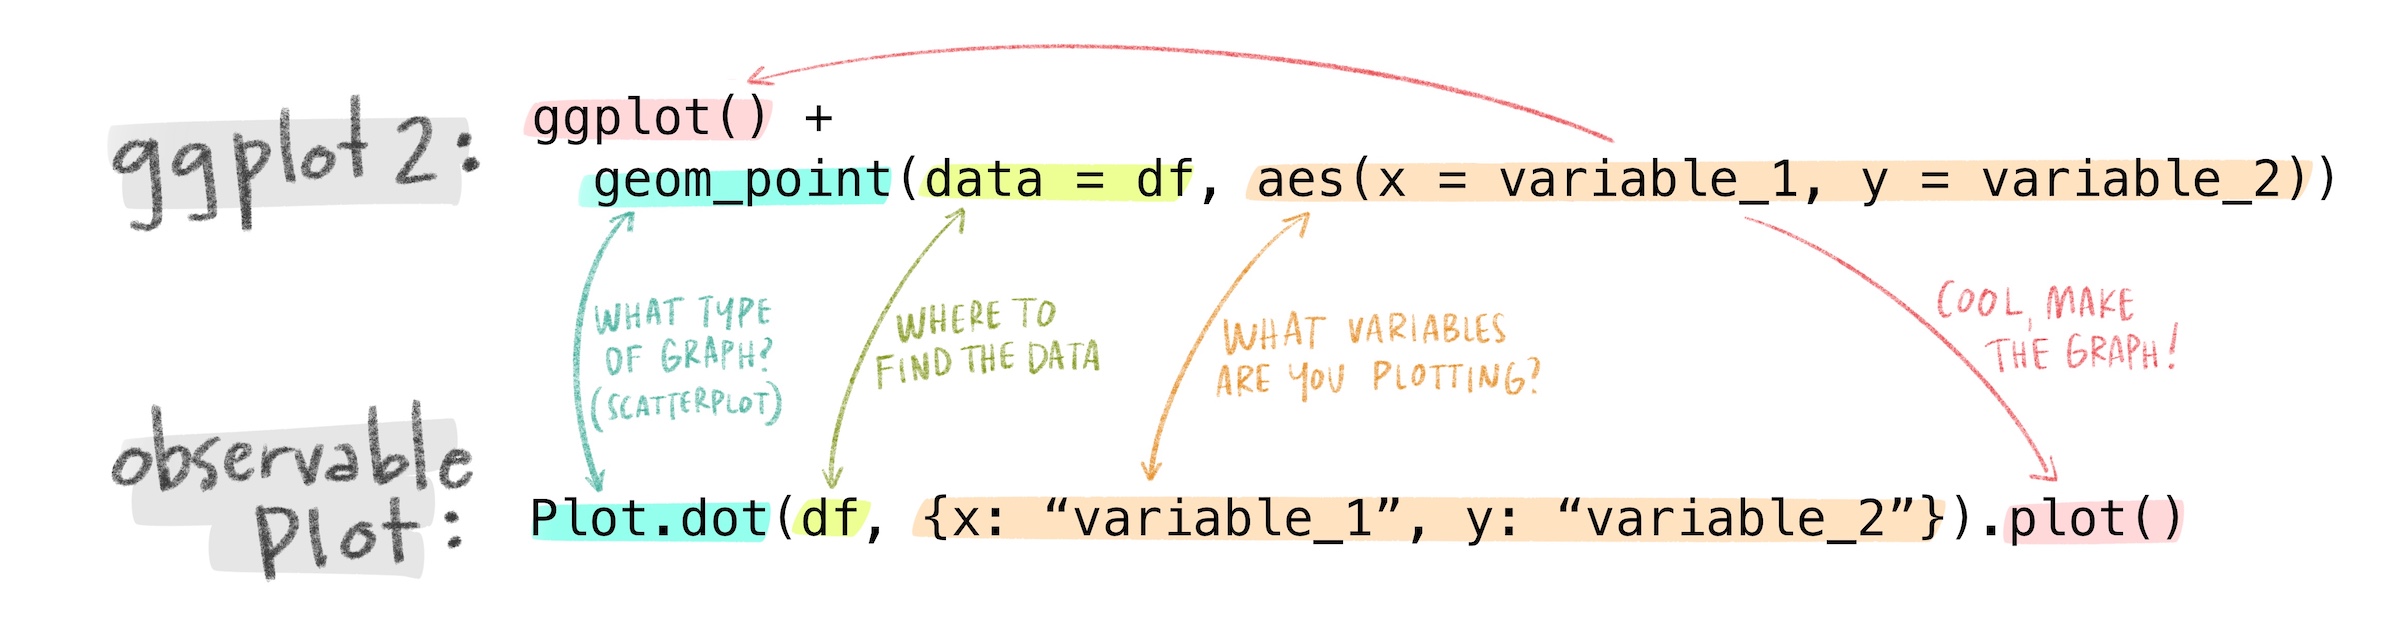 ggplot2:
ggplot() +
geom_point(data = df, aes(x = variable_1, y = variable_2))
WHAT TYPE
OF GRAPH?
(SCATTERPLOT)
WHERE TO
FIND THE DATA
WHAT VARIABLES
ARE YOU PLOTTING?
COOL, MAKE
THE GRAPH!
observable
plot:
Plot.dot(df, {x: “variable_1”, y: “variable_2”}).plot()